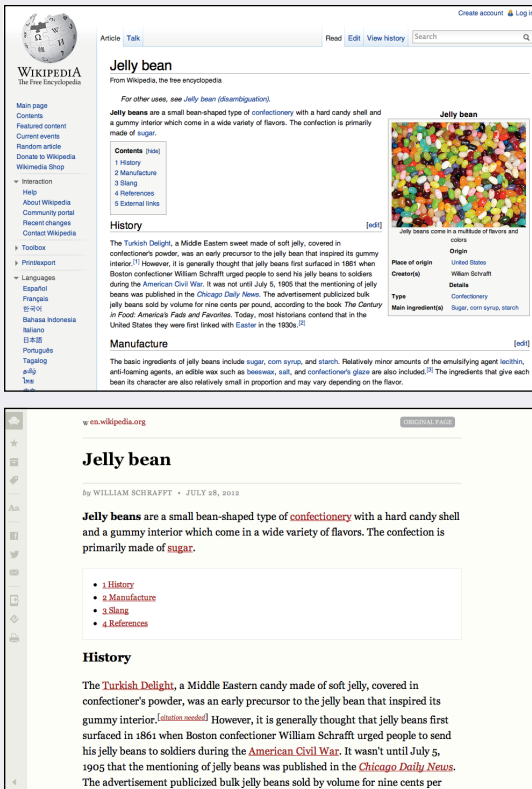 Create account Log in
Article Talk Read Edit View history Search
WIKIPEDIA
The Free Encyclopedia
Main page
Contents
Featured content
Current events
Random article
Donate to Wikipedia
Wikimedia Shop
Interaction
Help
About Wikipedia
Community portal
Recent changes
Contact Wikipedia
Toolbox
Print/export
Languages
Español
Français
한국어
Bahasa Indonesia
Italiano
日本語
Português
Tagalog
தமிழ்
ไทย
中文
Jelly bean
From Wikipedia, the free encyclopedia
For other uses, see Jelly bean (disambiguation).
Jelly beans are a small bean-shaped type of confectionery with a hard candy shell and
a gummy interior which come in a wide variety of flavors. The confection is primarily
made of sugar.
Contents [hide]
1 History
2 Manufacture
3 Slang
4 References
5 External links
Jelly bean
Jelly beans come in a multitude of flavors and
colors
Origin
Place of origin United States
Creator(s) William Schrafft
Details
Type Confectionery
Main ingredient(s) Sugar, corn syrup, starch
History [edit]
The Turkish Delight, a Middle Eastern sweet made of soft jelly, covered in
confectioner's powder, was an early precursor to the jelly bean that inspired its gummy
interior.[1] However, it is generally thought that jelly beans first surfaced in 1861 when
Boston confectioner William Schrafft urged people to send his jelly beans to soldiers
during the American Civil War. It was not until July 5, 1905 that the mentioning of jelly
beans was published in the Chicago Daily News. The advertisement publicized bulk
jelly beans sold by volume for nine cents per pound, according to the book The Century
in Food: America's Fads and Favorites. Today, most historians contend that in the
United States they were first linked with Easter in the 1930s.[2]
Manufacture [edit]
The basic ingredients of jelly beans include sugar, corn syrup, and starch. Relatively minor amounts of the emulsifying agent lecithin,
anti-foaming agents, an edible wax such as beeswax, salt, and confectioner's glaze are also included.[3] The ingredients that give each
bean its character are also relatively small in proportion and may vary depending on the flavor.
W en.wikipedia.org ORIGINAL PAGE
Jelly bean
by WILLIAM SCHRAFFT • JULY 28, 2012
Aa
Jelly beans are a small bean-shaped type of confectionery with a hard candy shell
and a gummy interior which come in a wide variety of flavors. The confection is
primarily made of sugar.
1 History
2 Manufacture
3 Slang
4 References
History
The Turkish Delight, a Middle Eastern candy made of soft jelly, covered in
confectioner's powder, was an early precursor to the jelly bean that inspired its
gummy interior.[citation needed] However, it is generally thought that jelly beans first
surfaced in 1861 when Boston confectioner William Schrafft urged people to send
his jelly beans to soldiers during the American Civil War. It wasn't until July 5,
1905 that the mentioning of jelly beans was published in the Chicago Daily News.
The advertisement publicized bulk jelly beans sold by volume for nine cents per